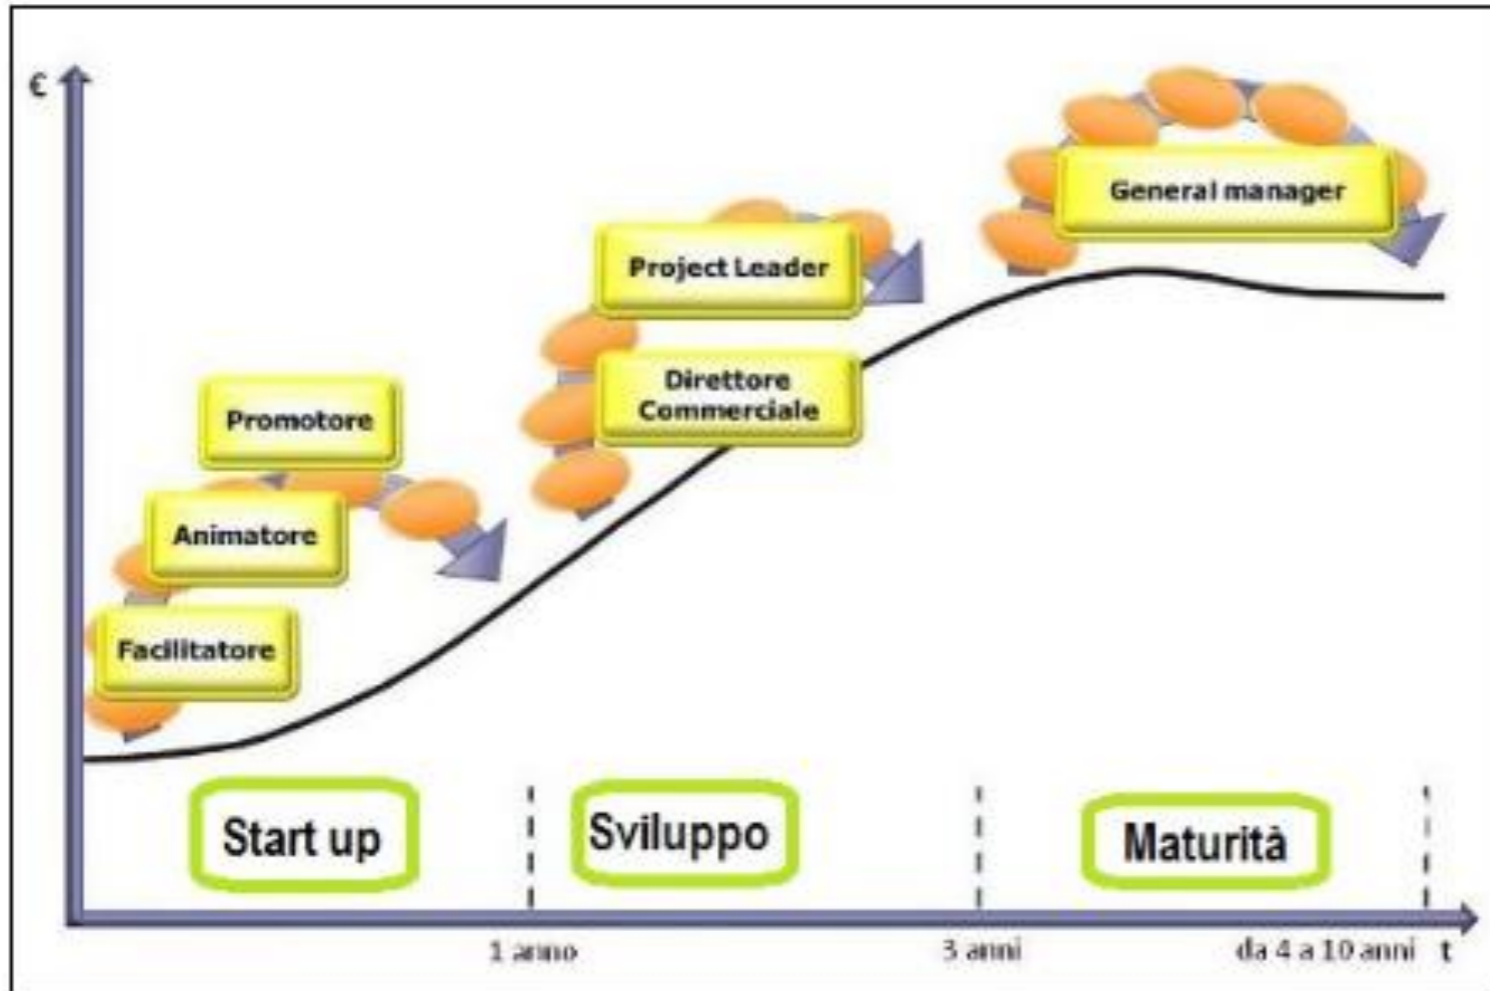 €
General manager
Project Leader
Direttore
Commerciale
Promotore
Animatore
Facilitatore
Start up
Sviluppo
Maturità
1 anno
3 anni
da 4 a 10 anni
t